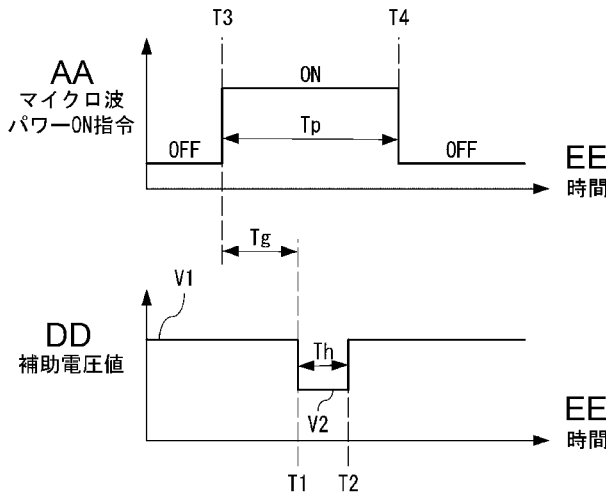 T3
T4
AA
マイクロ波
パワーON指令
ON
Tp
OFF
OFF
EE
時間
Tg
V1
DD
補助電圧値
Th
V2
EE
時間
T1
T2